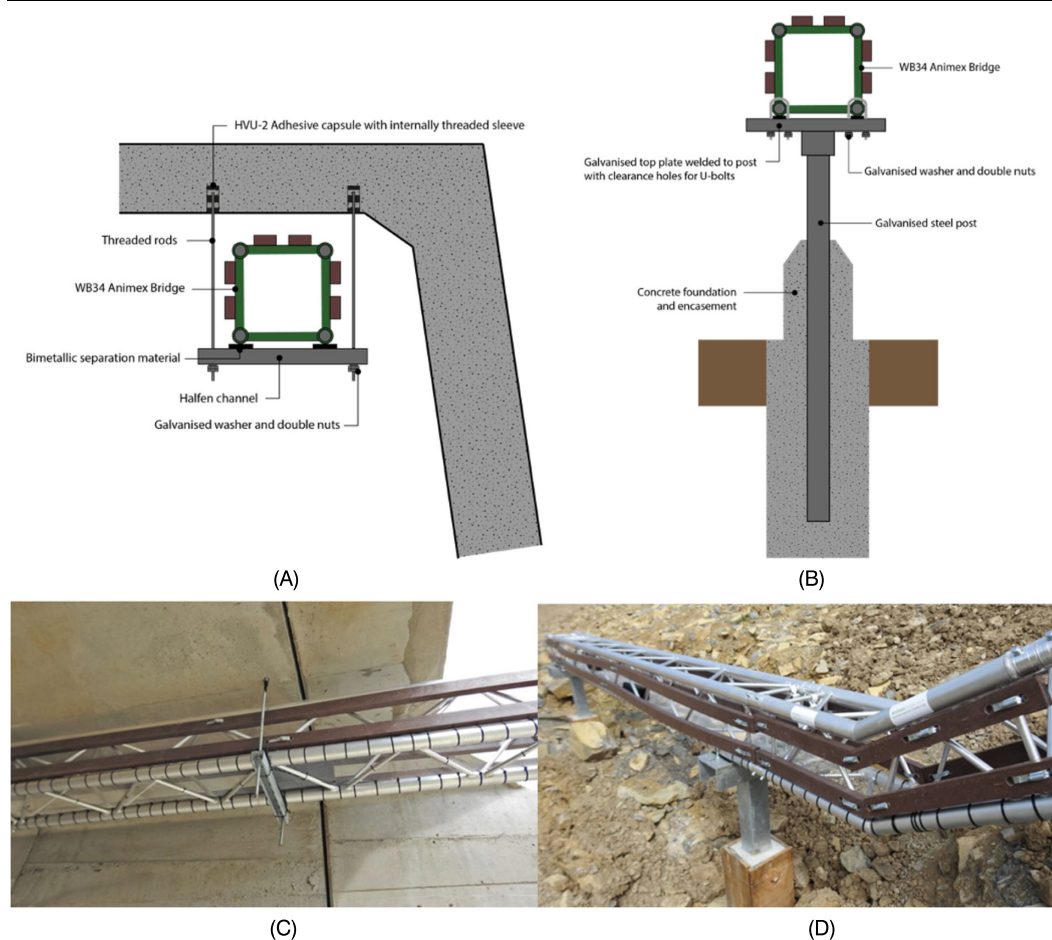 HVU-2 Adhesive capsule with internally threaded sleeve
Threaded rods
WB34 Animex Bridge
Bimetallic separation material
Halfen channel
Galvanised washer and double nuts
(A)
WB34 Animex Bridge
Galvanised top plate welded to post
with clearance holes for U-bolts
Galvanised washer and double nuts
Galvanised steel post
Concrete foundation
and encasement
(B)
(C)
(D)